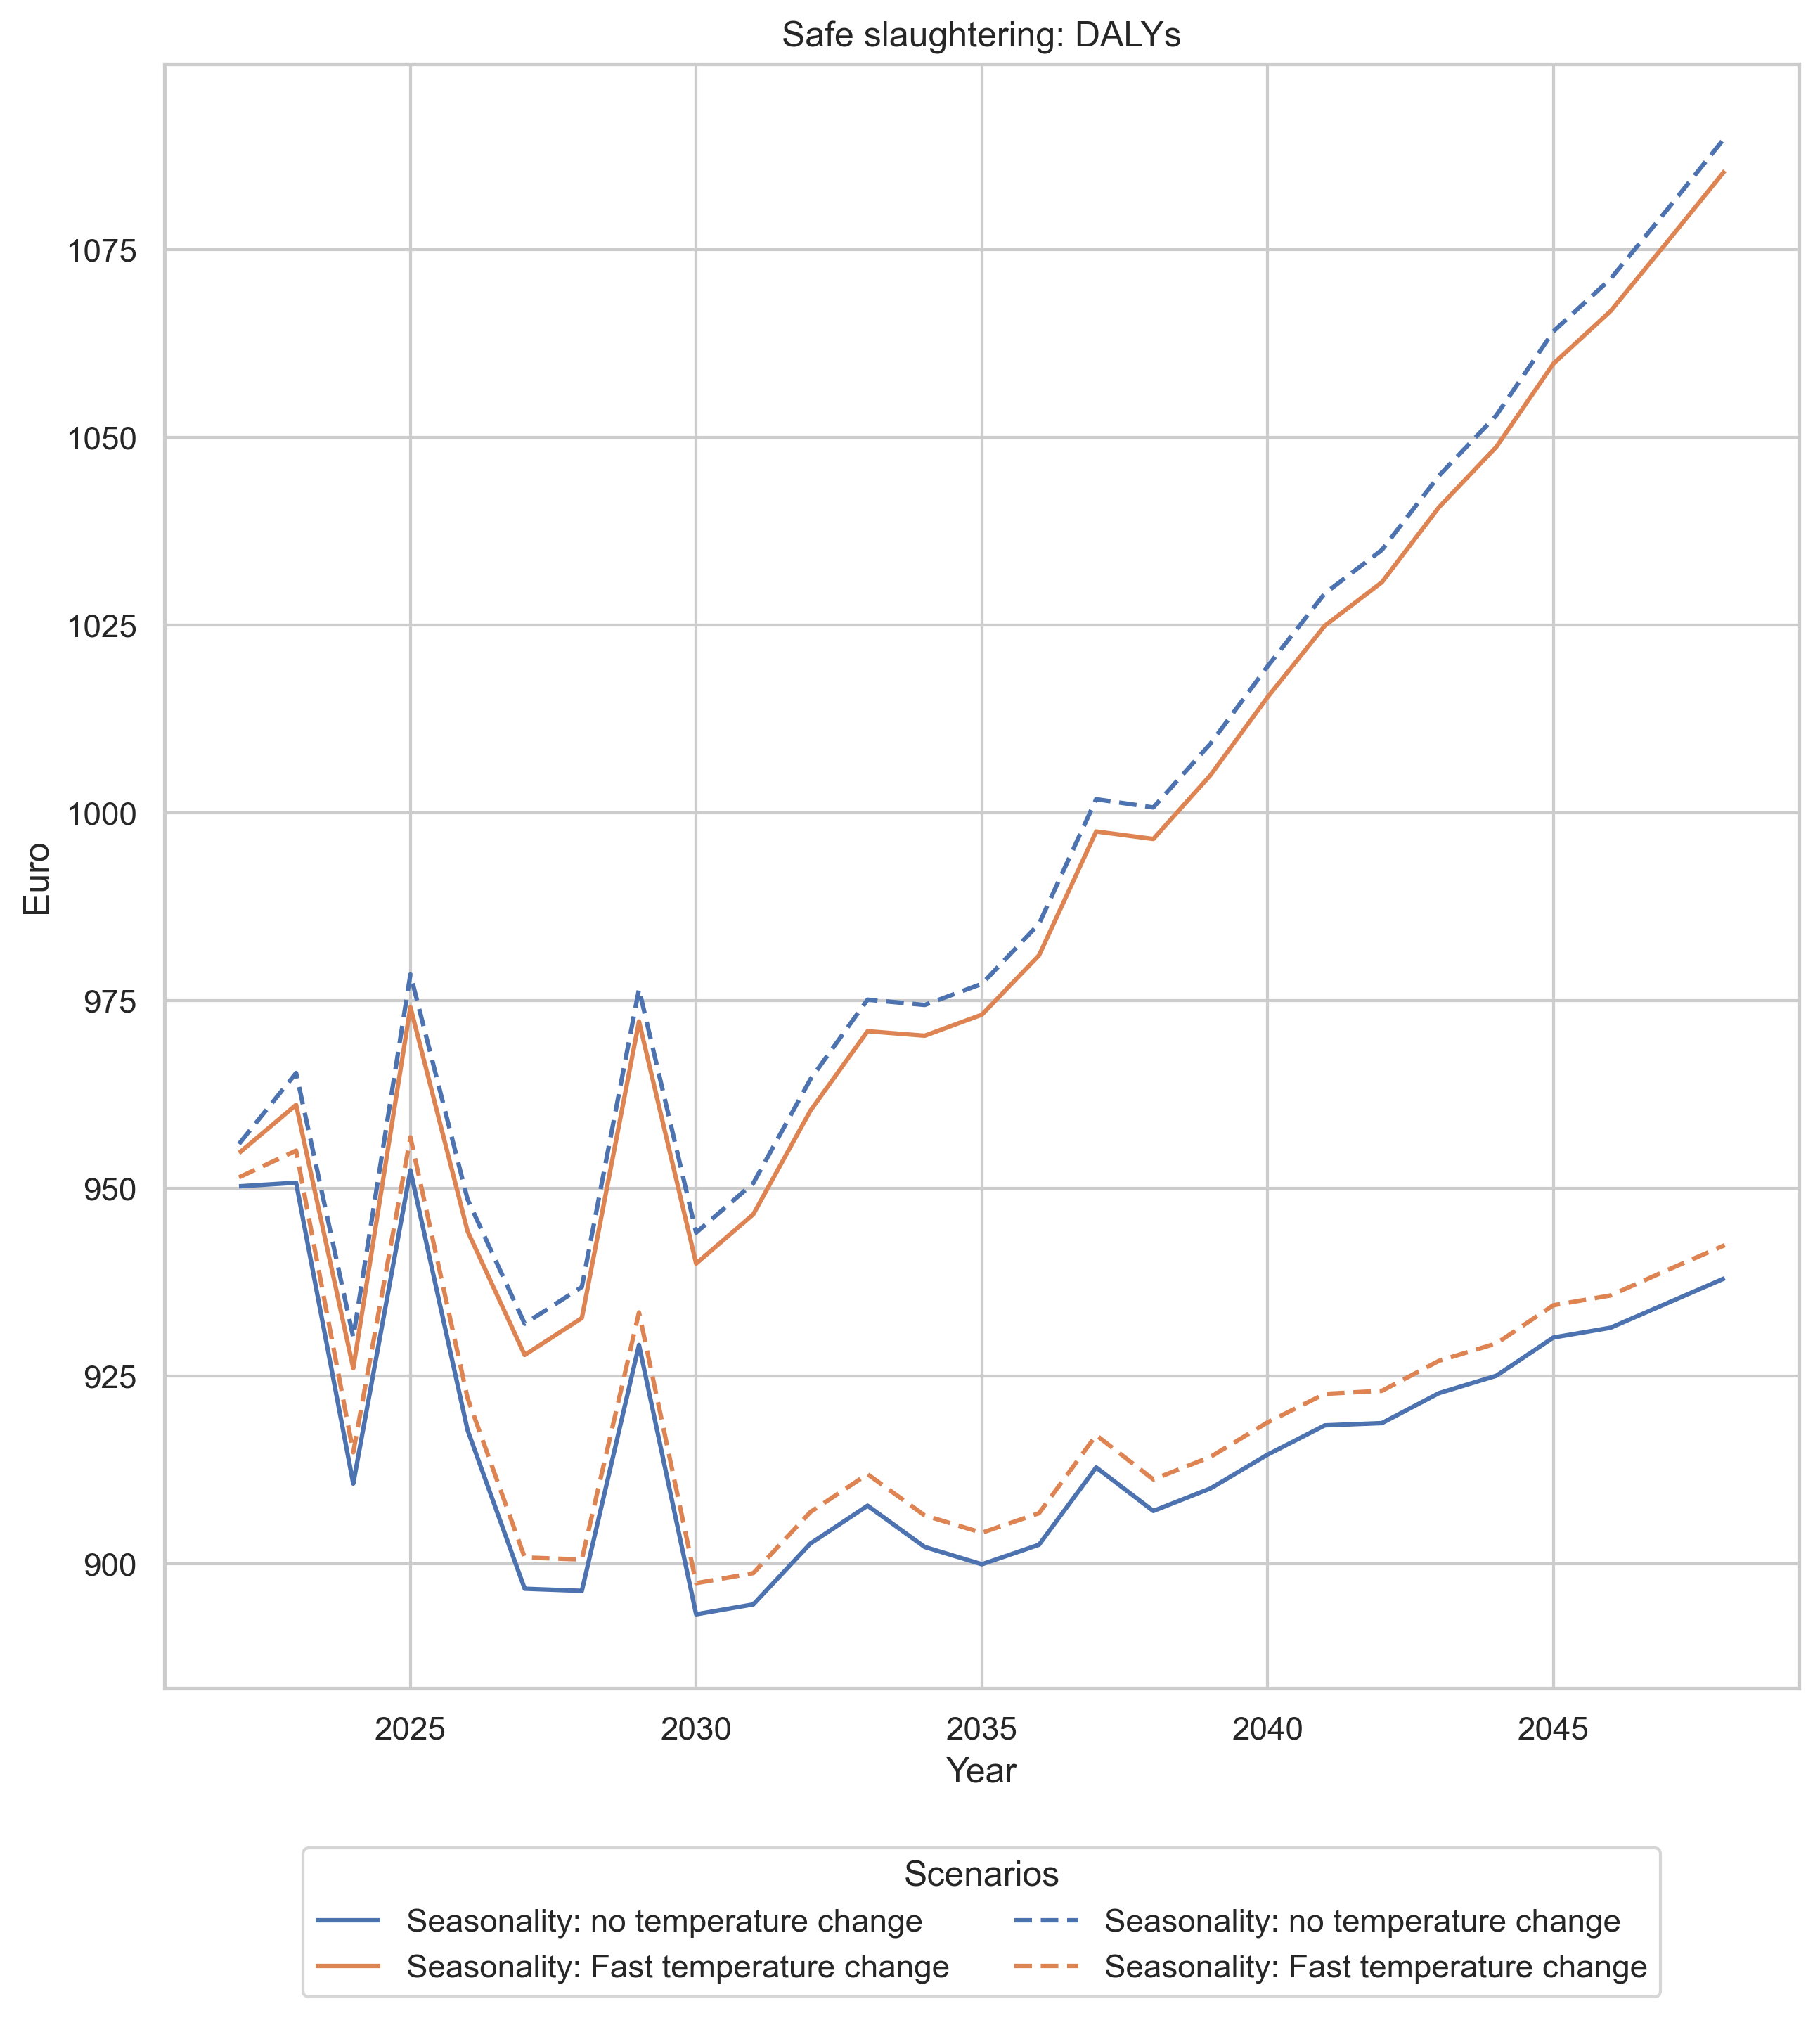 Safe slaughtering: DALYs
1075
1050
1025
1000
975
950
925
900
Euro
2025 2030 2035 2040 2045
Year
Scenarios
Seasonality: no temperature change Seasonality: no temperature change
Seasonality: Fast temperature change Seasonality: Fast temperature change